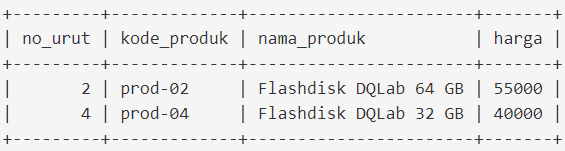 +---------+-------------+-----------------------+-------+
| no_urut | kode_produk | nama_produk           | harga |
+---------+-------------+-----------------------+-------+
|       2 | prod-02     | Flashdisk DQLab 64 GB | 55000 |
|       4 | prod-04     | Flashdisk DQLab 32 GB | 40000 |
+---------+-------------+-----------------------+-------+